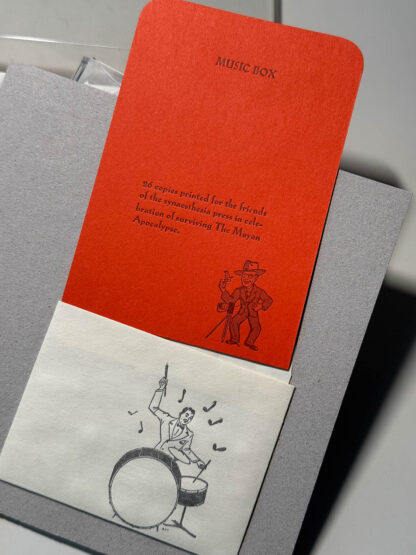 MUSIC BOX
26 copies printed for the friends
of the synaesthesia press in cele-
bration of surviving The Mayan
Apocalypse.